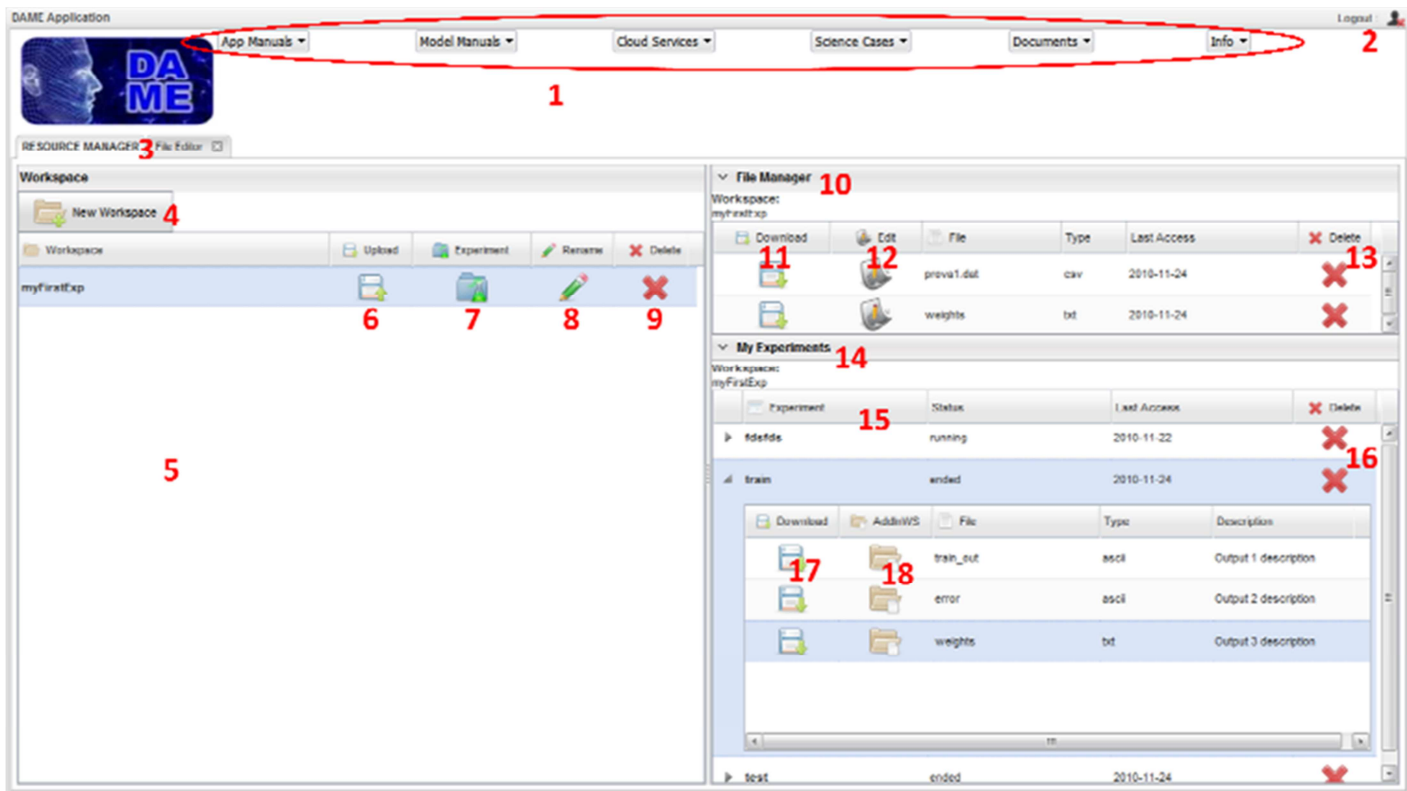 DAME Application
Logout :
App Manuals
Model Manuals
Cloud Services
Science Cases
Documents
Info
2
DA
ME
1
RESOURCE MANAGER
3
File Editor
Workspace
New Workspace
4
Workspace
Upload
Experiment
Rename
Delete
myFirstExp
6
7
8
9
5
File Manager
10
Workspace:
myFirstExp
Download
Edit
File
Type
Last Access
Delete
11
12
13
prova1.dat
csv
2010-11-24
weights
txt
2010-11-24
My Experiments
14
Workspace:
myFirstExp
Experiment
15
Status
Last Access
Delete
fdsfds
running
2010-11-22
16
train
ended
2010-11-24
Download
AddInWS
File
Type
Description
17
18
train_out
ascii
Output 1 description
error
ascii
Output 2 description
weights
txt
Output 3 description
test
ended
2010-11-24